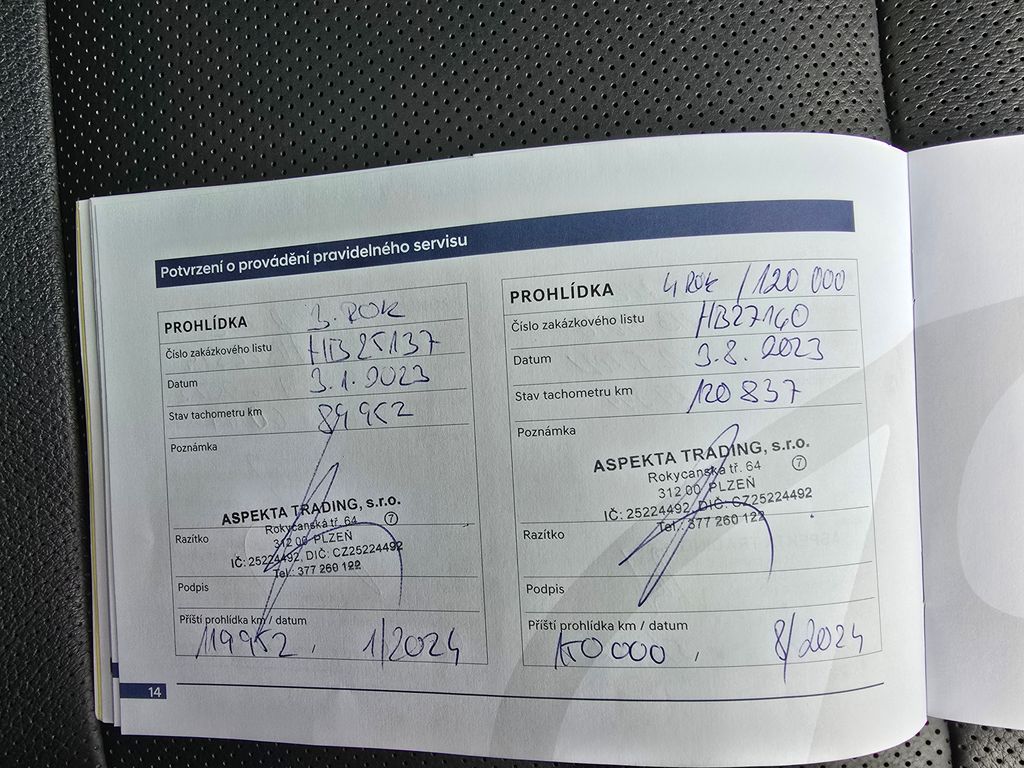 Potvrzení o provádění pravidelného servisu
PROHLÍDKA 3. ROK
Číslo zakázkového listu HB25137
Datum 3.1.2023
Stav tachometru km 89 952
Poznámka
ASPEKTA TRADING, s.r.o.
Rokycanská tř. 64 7
312 00 PLZEŇ
IČ: 25224492, DIČ: CZ25224492
Tel.: 377 260 122
Razítko
Podpis
Příští prohlídka km / datum
119952, 1/2024
PROHLÍDKA 4 ROK / 120 000
Číslo zakázkového listu HB27140
Datum 3.8.2023
Stav tachometru km 120 837
Poznámka
ASPEKTA TRADING, s.r.o.
Rokycanská tř. 64 7
312 00 PLZEŇ
IČ: 25224492, DIČ: CZ25224492
Tel.: 377 260 122
Razítko
Podpis
Příští prohlídka km / datum
150 000, 8/2024
14